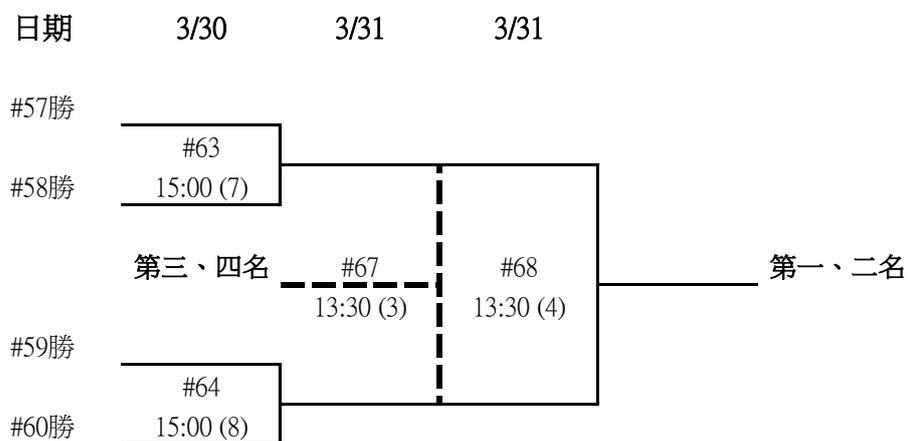 日期 3/30 3/31 3/31
#57勝
#63
#58勝 15:00 (7)
第三、四名 #67 #68 第一、二名
13:30 (3) 13:30 (4)
#59勝
#64
#60勝 15:00 (8)